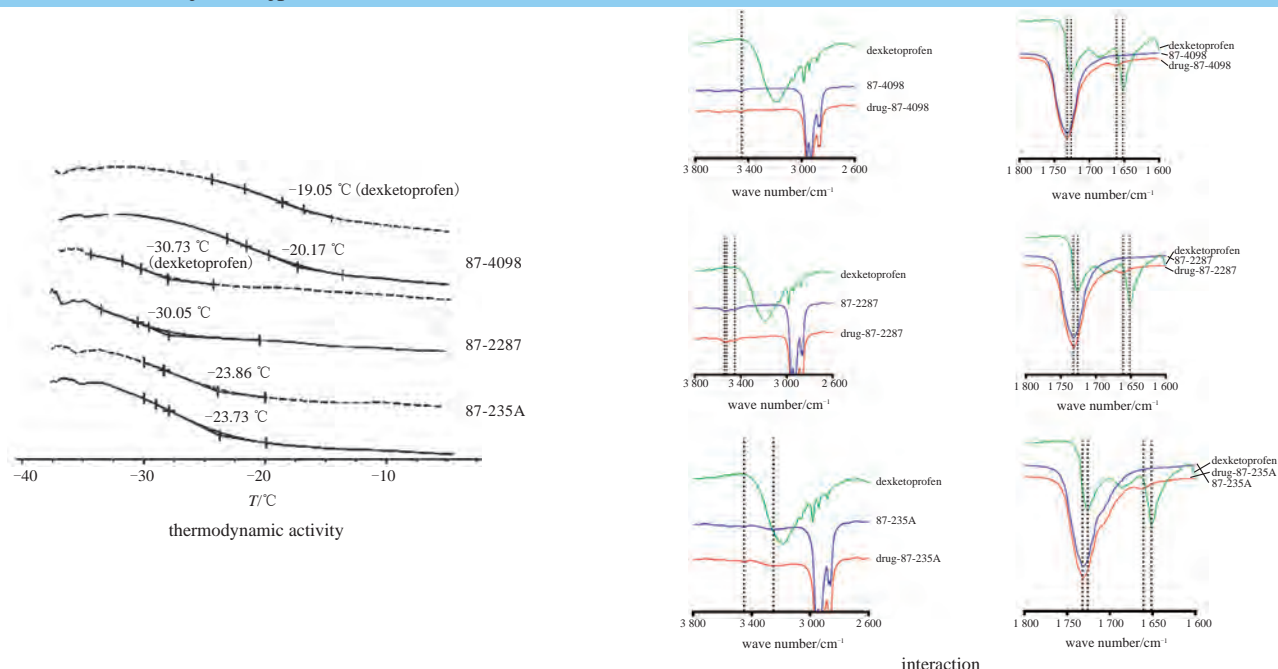 −19.05 ℃ (dexketoprofen)
−20.17 ℃
87-4098
−30.73 ℃
(dexketoprofen)
−30.05 ℃
87-2287
−23.86 ℃
87-235A
−23.73 ℃
−40 −30 −20 −10
T/℃
thermodynamic activity
dexketoprofen
87-4098
drug-87-4098
3 800 3 400 3 000 2 600
wave number/cm⁻¹
dexketoprofen
87-4098
drug-87-4098
1 800 1 750 1 700 1 650 1 600
wave number/cm⁻¹
dexketoprofen
87-2287
drug-87-2287
3 800 3 400 3 000 2 600
wave number/cm⁻¹
dexketoprofen
87-2287
drug-87-2287
1 800 1 750 1 700 1 650 1 600
wave number/cm⁻¹
dexketoprofen
87-235A
drug-87-235A
3 800 3 400 3 000 2 600
wave number/cm⁻¹
dexketoprofen
drug-87-235A
87-235A
1 800 1 750 1 700 1 650 1 600
wave number/cm⁻¹
interaction